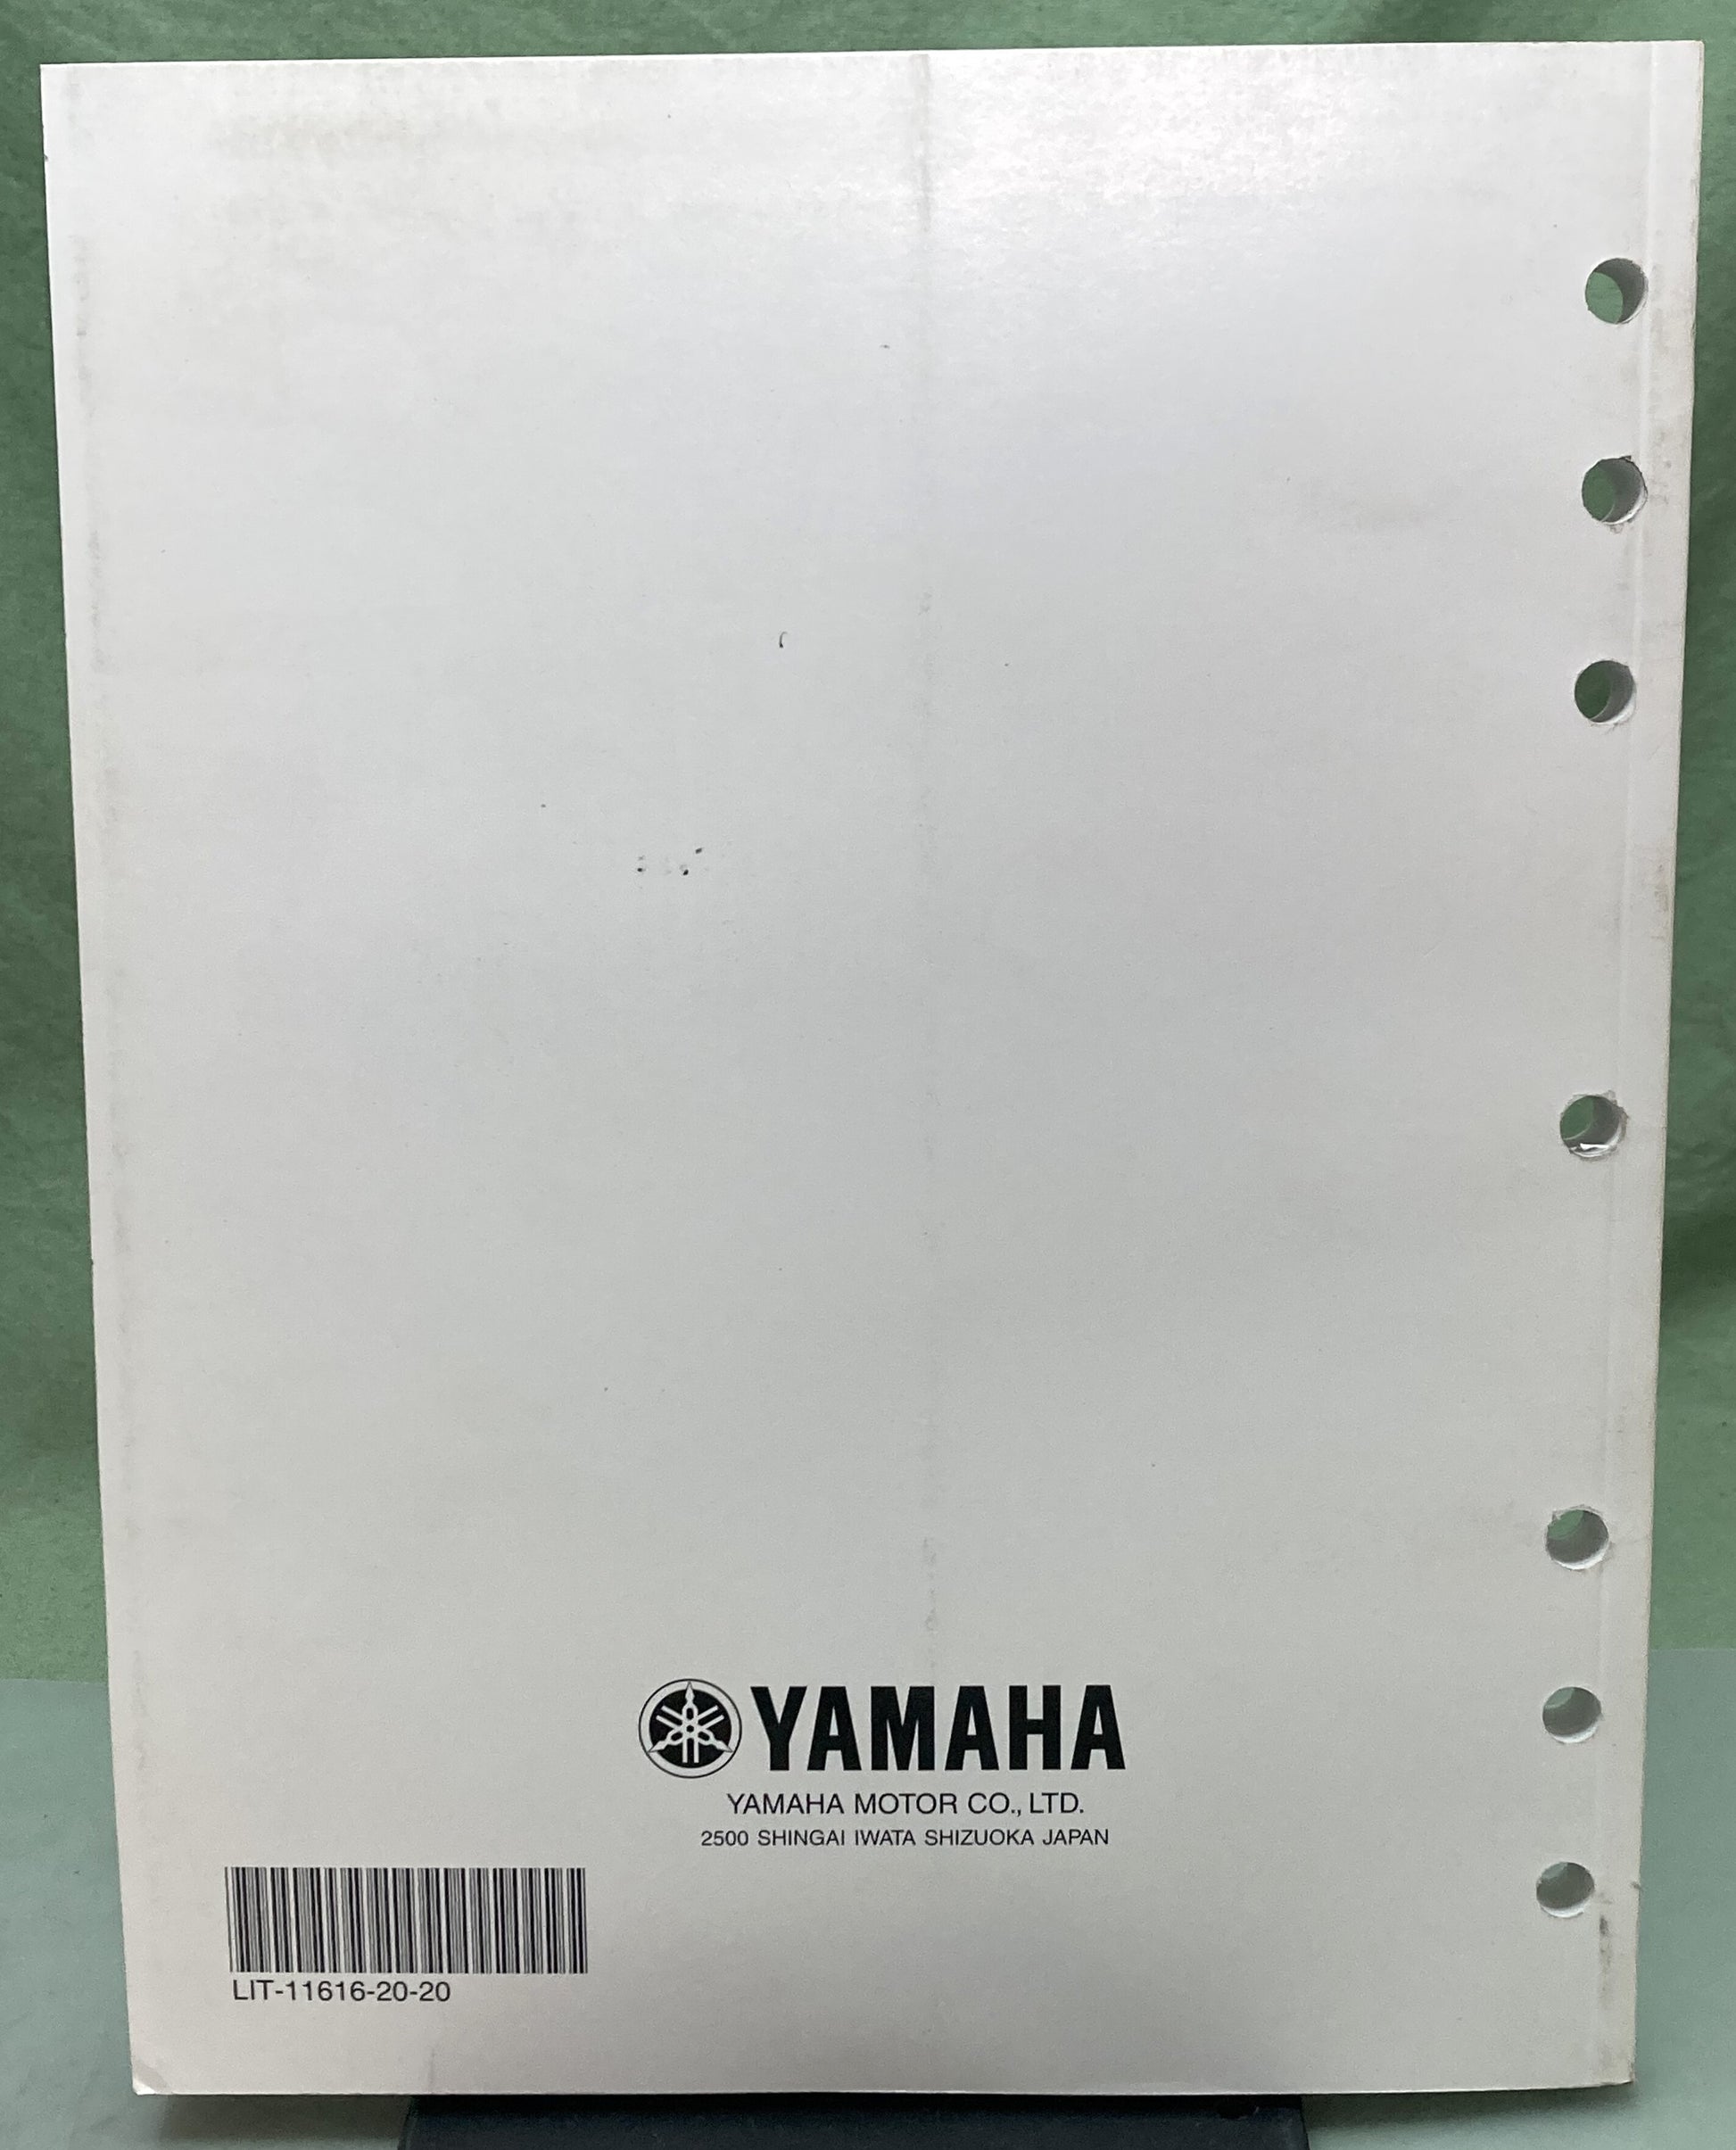 YAMAHA
YAMAHA MOTOR CO., LTD.
2500 SHINGAI IWATA SHIZUOKA JAPAN
LIT-11616-20-20